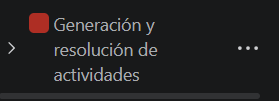 Generación y
resolución de
actividades